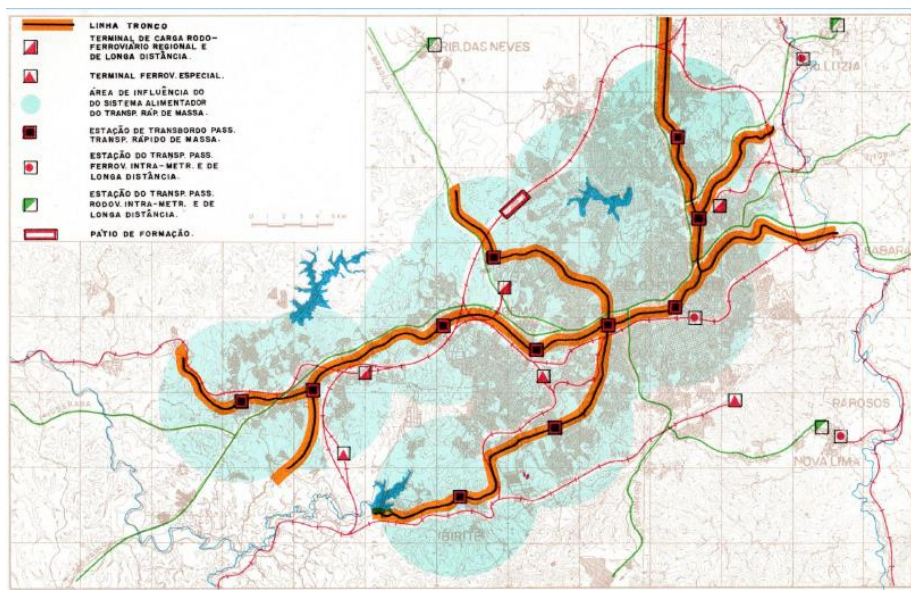 LINHA TRONCO
TERMINAL DE CARGA RODO-
FERROVIÁRIO REGIONAL E
DE LONGA DISTÂNCIA.
TERMINAL FERROV. ESPECIAL.
ÁREA DE INFLUÊNCIA DO
DO SISTEMA ALIMENTADOR
DO TRANSP. RÁP. DE MASSA.
ESTAÇÃO DE TRANSBORDO PASS.
TRANSP. RÁPIDO DE MASSA.
ESTAÇÃO DO TRANSP. PASS.
FERROV. INTRA-METR. E DE
LONGA DISTÂNCIA.
ESTAÇÃO DO TRANSP. PASS.
RODOV. INTRA-METR. E DE
LONGA DISTÂNCIA.
PÁTIO DE FORMAÇÃO.
RIB. DAS NEVES
LUZIA
SABARÁ
RAPOSOS
NOVA LIMA
IBIRITÉ